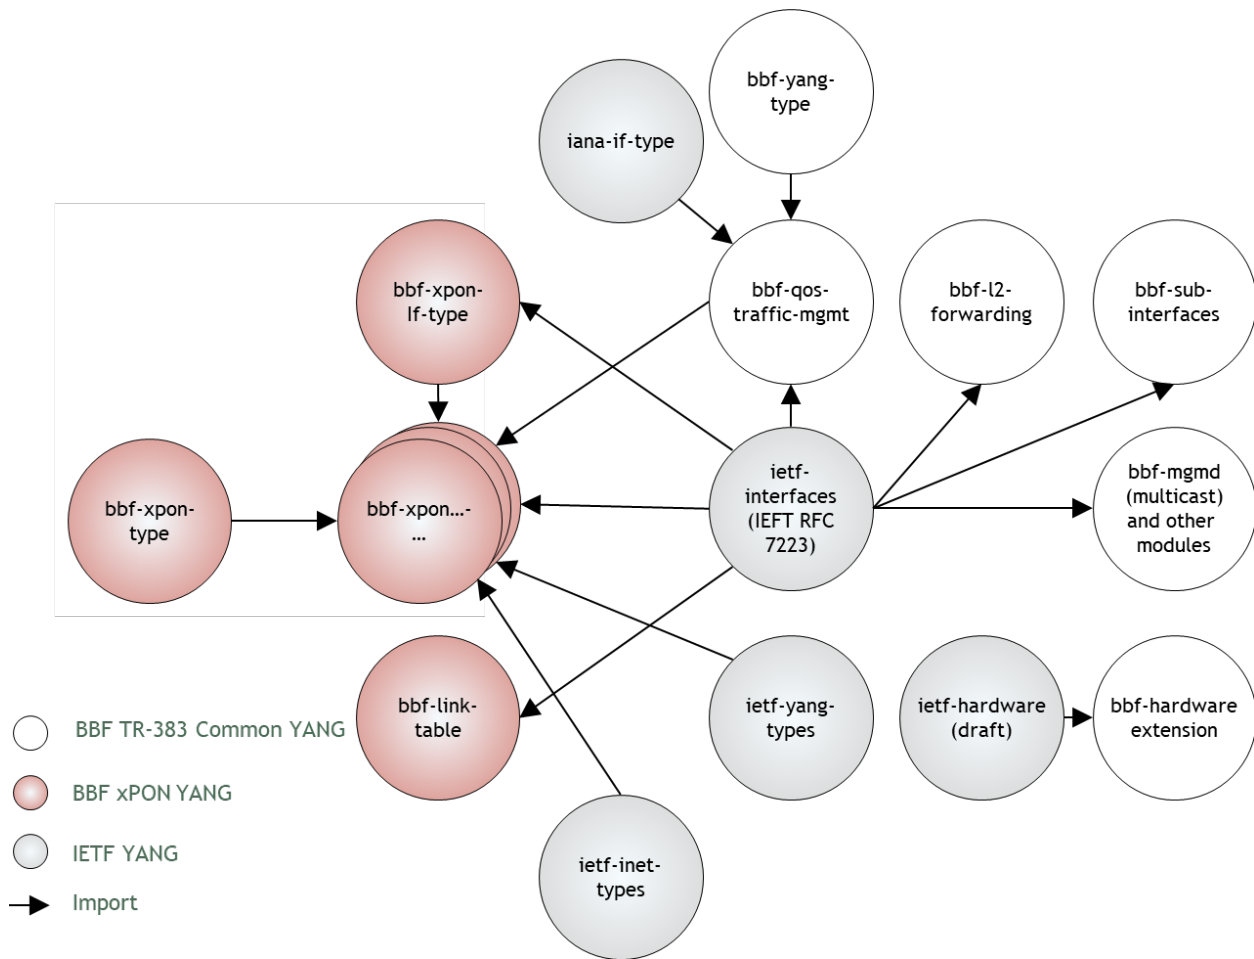 bbf-yang-
type
iana-if-type
bbf-xpon-
If-type
bbf-qos-
traffic-mgmt
bbf-l2-
forwarding
bbf-sub-
interfaces
bbf-xpon-
type
bbf-xpon...-
...
ietf-
interfaces
(IEFT RFC
7223)
bbf-mgmd
(multicast)
and other
modules
bbf-link-
table
ietf-yang-
types
ietf-hardware
(draft)
bbf-hardware
extension
ietf-inet-
types
BBF TR-383 Common YANG
BBF xPON YANG
IETF YANG
Import